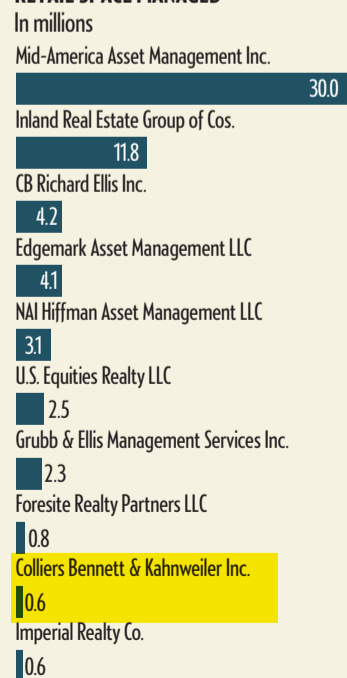 RETAIL SPACE MANAGED
In millions
Mid-America Asset Management Inc.
30.0
Inland Real Estate Group of Cos.
11.8
CB Richard Ellis Inc.
4.2
Edgemark Asset Management LLC
4.1
NAI Hiffman Asset Management LLC
3.1
U.S. Equities Realty LLC
2.5
Grubb & Ellis Management Services Inc.
2.3
Foresite Realty Partners LLC
0.8
Colliers Bennett & Kahnweiler Inc.
0.6
Imperial Realty Co.
0.6